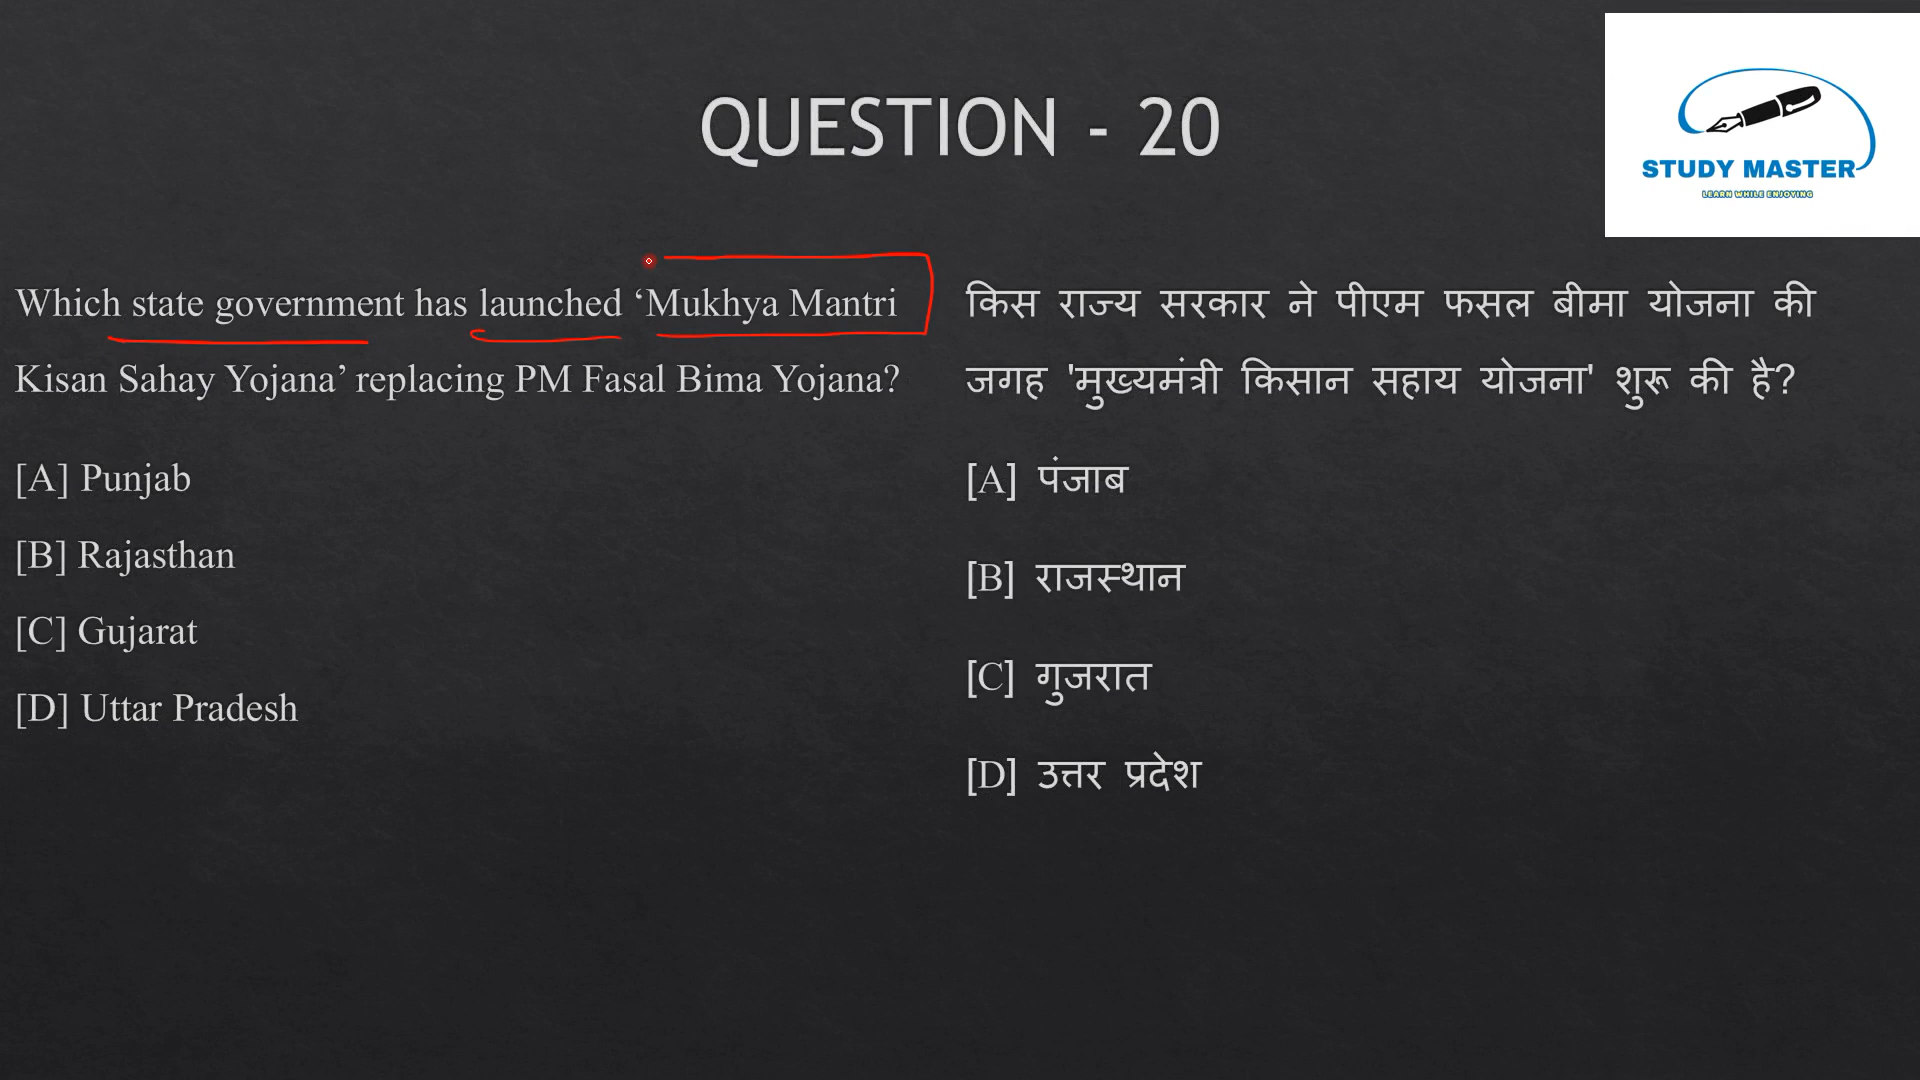 QUESTION - 20
STUDY MASTER
LEARN WHILE ENJOYING
Which state government has launched ‘Mukhya Mantri
Kisan Sahay Yojana’ replacing PM Fasal Bima Yojana?
[A] Punjab
[B] Rajasthan
[C] Gujarat
[D] Uttar Pradesh
किस राज्य सरकार ने पीएम फसल बीमा योजना की
जगह 'मुख्यमंत्री किसान सहाय योजना' शुरू की है?
[A] पंजाब
[B] राजस्थान
[C] गुजरात
[D] उत्तर प्रदेश